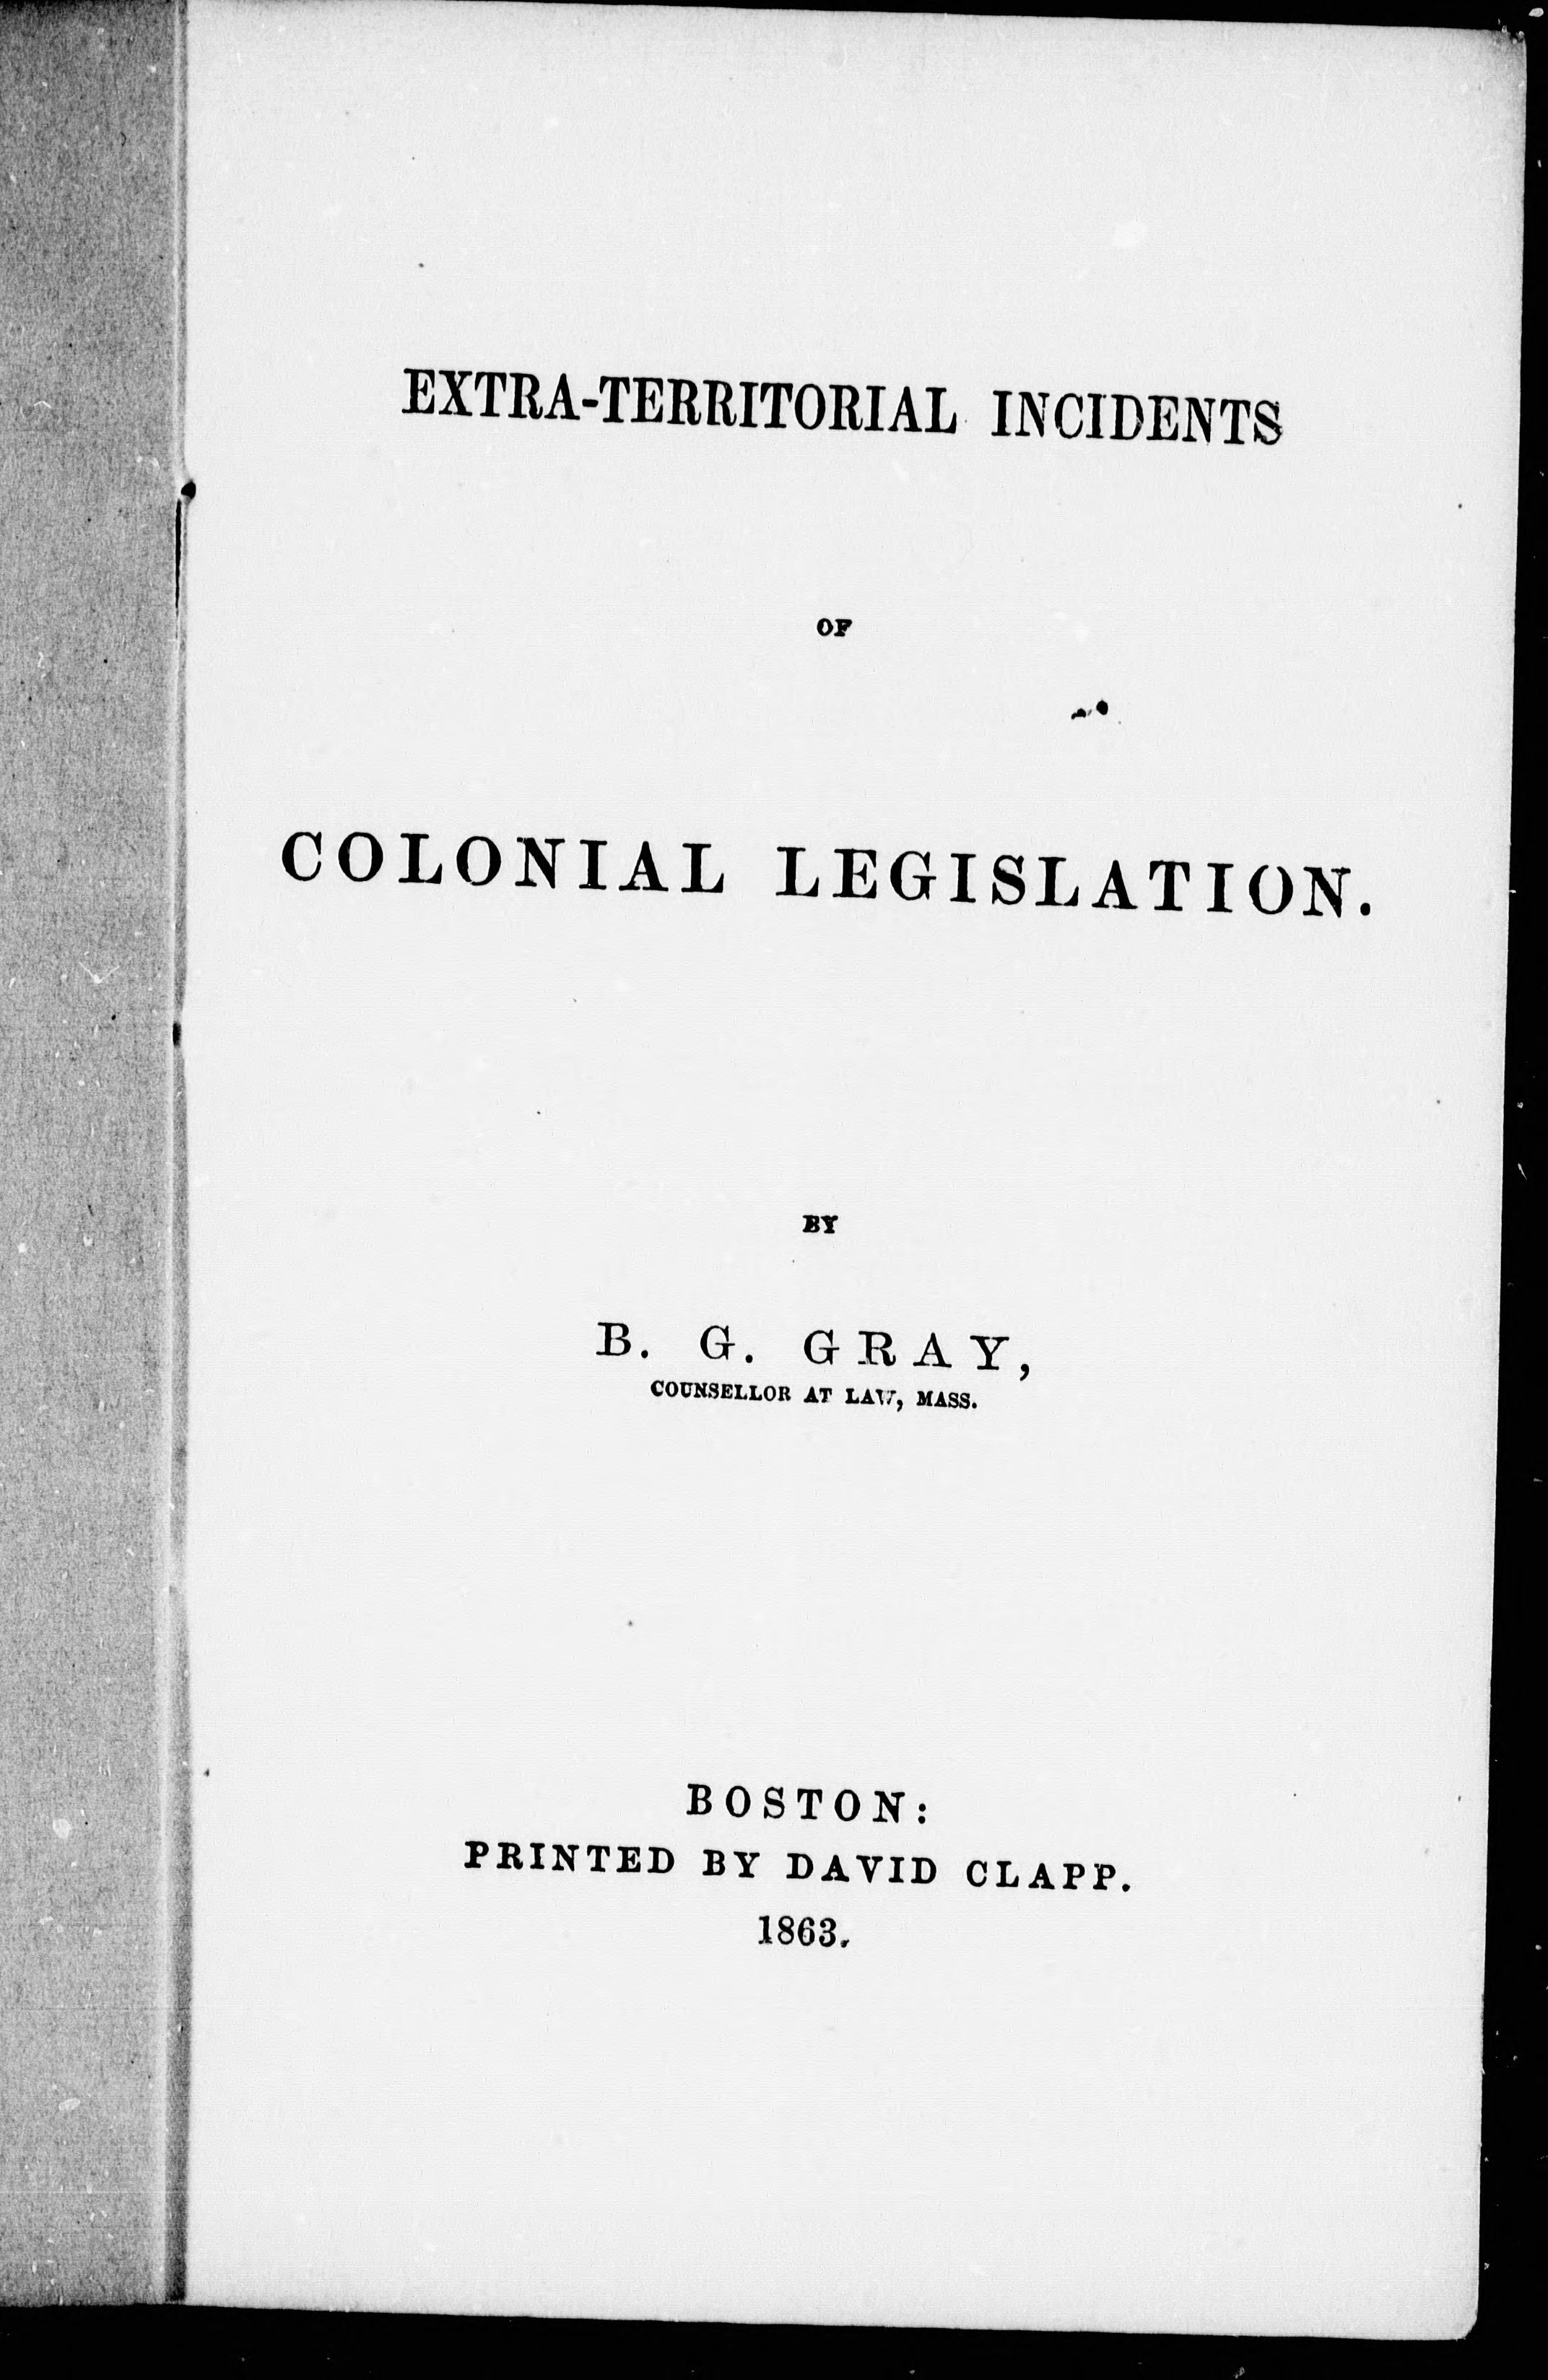 EXTRA-TERRITORIAL INCIDENTS
OF
COLONIAL LEGISLATION.
BY
B. G. GRAY,
COUNSELLOR AT LAW, MASS.
BOSTON:
PRINTED BY DAVID CLAPP.
1863.